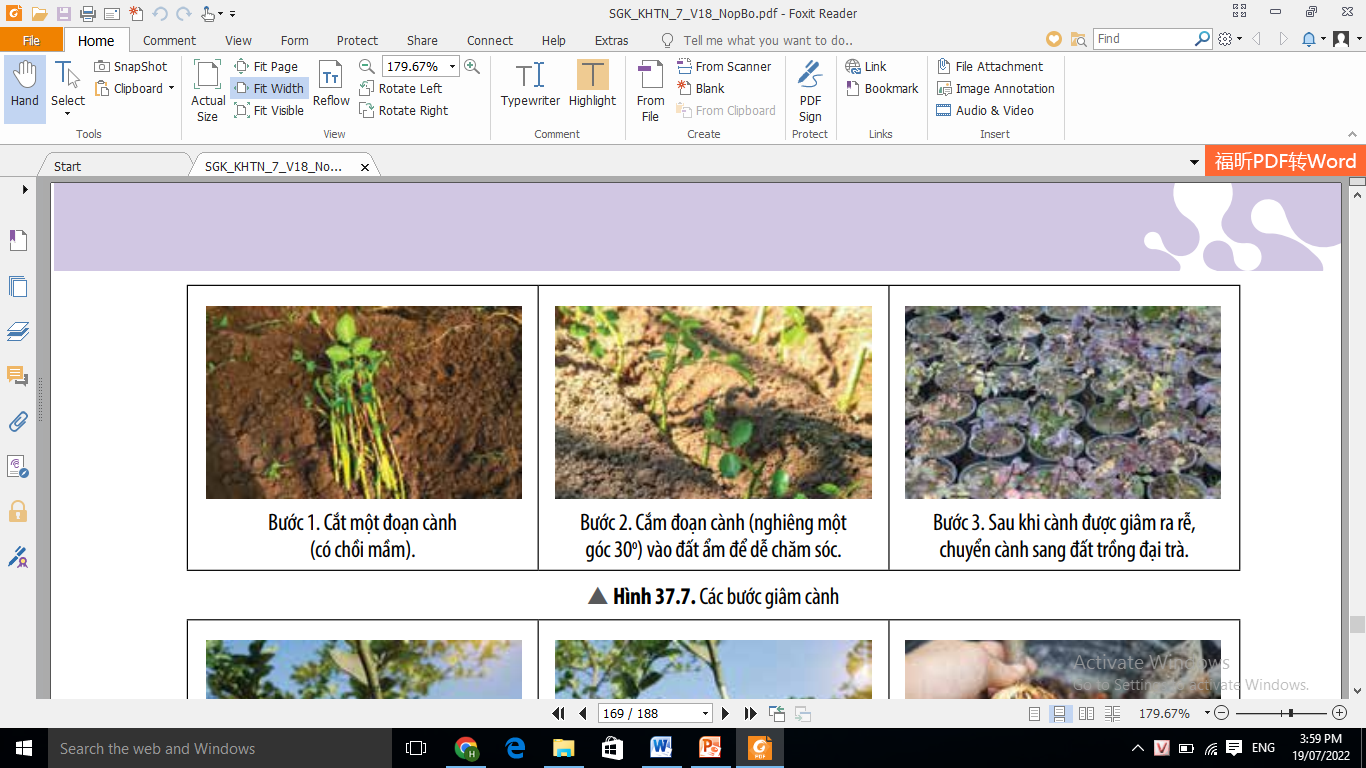 SGK_KHTN_7_V18_NopBo.pdf - Foxit Reader
File Home Comment View Form Protect Share Connect Help Extras Tell me what you want to do.. Find
Hand
Select
SnapShot
Clipboard
Tools
Actual Size
Fit Page
Fit Width
Fit Visible
Reflow
179.67%
Rotate Left
Rotate Right
View
Typewriter
Highlight
Comment
From File
From Scanner
Blank
From Clipboard
Create
PDF Sign
Protect
Link
Bookmark
Links
File Attachment
Image Annotation
Audio & Video
Insert
Start
SGK_KHTN_7_V18_No...
福昕PDF转Word
Bước 1. Cắt một đoạn cành
(có chồi mầm).
Bước 2. Cắm đoạn cành (nghiêng một
góc 30⁰) vào đất ẩm để dễ chăm sóc.
Bước 3. Sau khi cành được giâm ra rễ,
chuyển cành sang đất trồng đại trà.
▲ Hình 37.7. Các bước giâm cành
Activate Windows
Go to Settings to activate Windows.
169 / 188
179.67%
Search the web and Windows
ENG
3:59 PM
19/07/2022